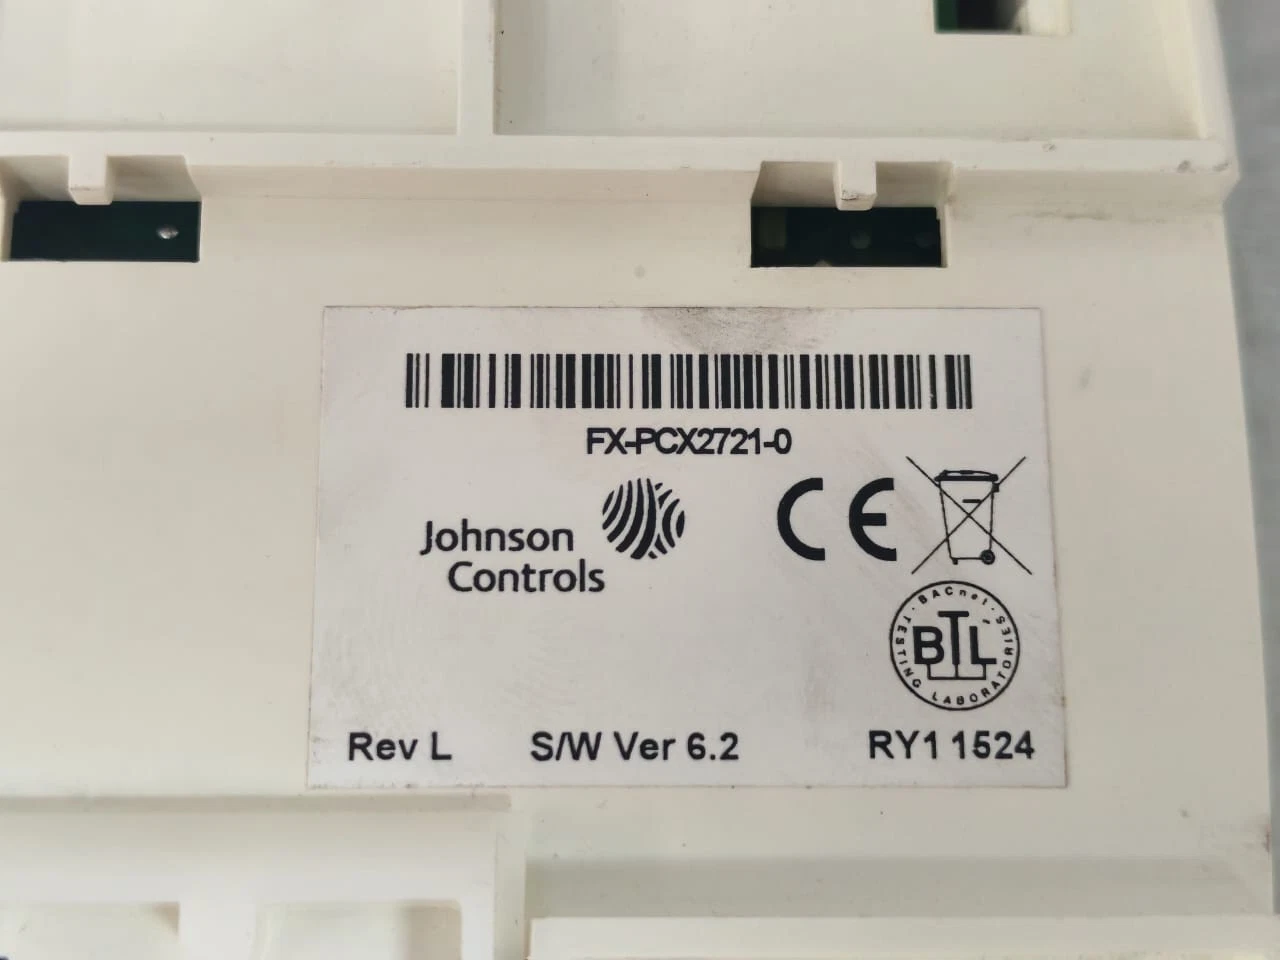 FX-PCX2721-0
Johnson
Controls
CE
BACnet
BTL
TESTING LABORATORIES
Rev L S/W Ver 6.2 RY1 1524